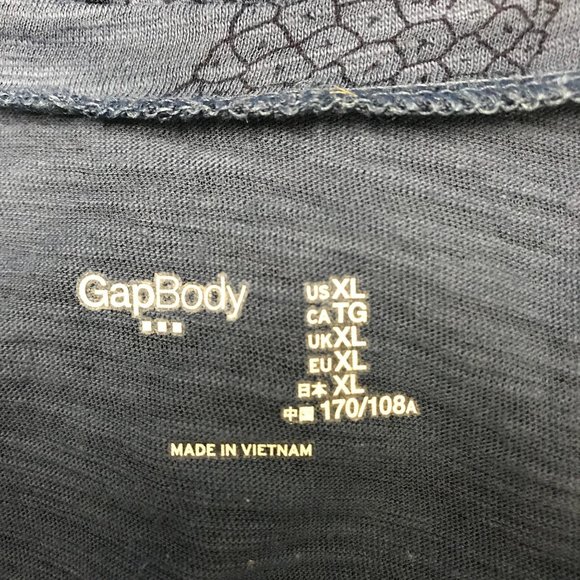 GapBody
US XL
CA TG
UK XL
EU XL
日本 XL
中国 170/108A
MADE IN VIETNAM